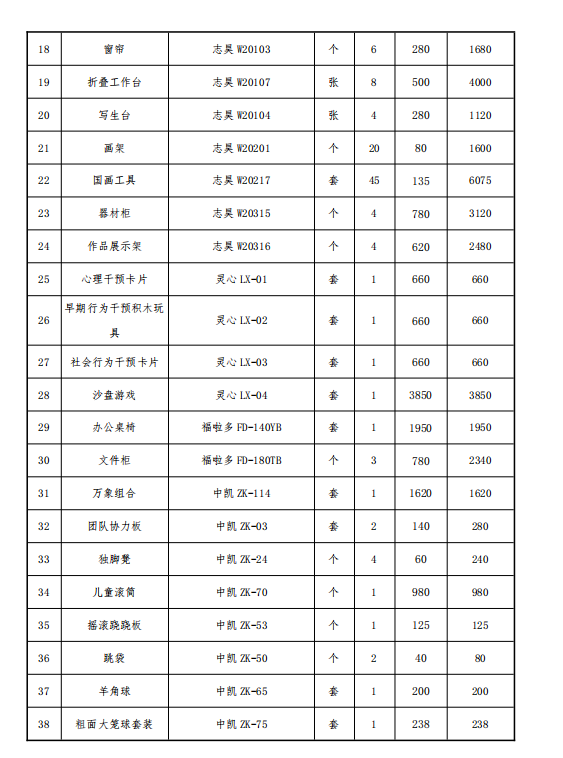 18 窗帘 志昊 W20103 个 6 280 1680
19 折叠工作台 志昊 W20107 张 8 500 4000
20 写生台 志昊 W20104 张 4 280 1120
21 画架 志昊 W20201 个 20 80 1600
22 国画工具 志昊 W20217 套 45 135 6075
23 器材柜 志昊 W20315 个 4 780 3120
24 作品展示架 志昊 W20316 个 4 620 2480
25 心理干预卡片 灵心 LX-01 套 1 660 660
26 早期行为干预积木玩
具 灵心 LX-02 套 1 660 660
27 社会行为干预卡片 灵心 LX-03 套 1 660 660
28 沙盘游戏 灵心 LX-04 套 1 3850 3850
29 办公桌椅 福啦多 FD-140YB 套 1 1950 1950
30 文件柜 福啦多 FD-180TB 个 3 780 2340
31 万象组合 中凯 ZK-114 套 1 1620 1620
32 团队协力板 中凯 ZK-03 套 2 140 280
33 独脚凳 中凯 ZK-24 个 4 60 240
34 儿童滚筒 中凯 ZK-70 个 1 980 980
35 摇滚跷跷板 中凯 ZK-53 个 1 125 125
36 跳袋 中凯 ZK-50 个 2 40 80
37 羊角球 中凯 ZK-65 套 1 200 200
38 粗面大笼球套装 中凯 ZK-75 套 1 238 238